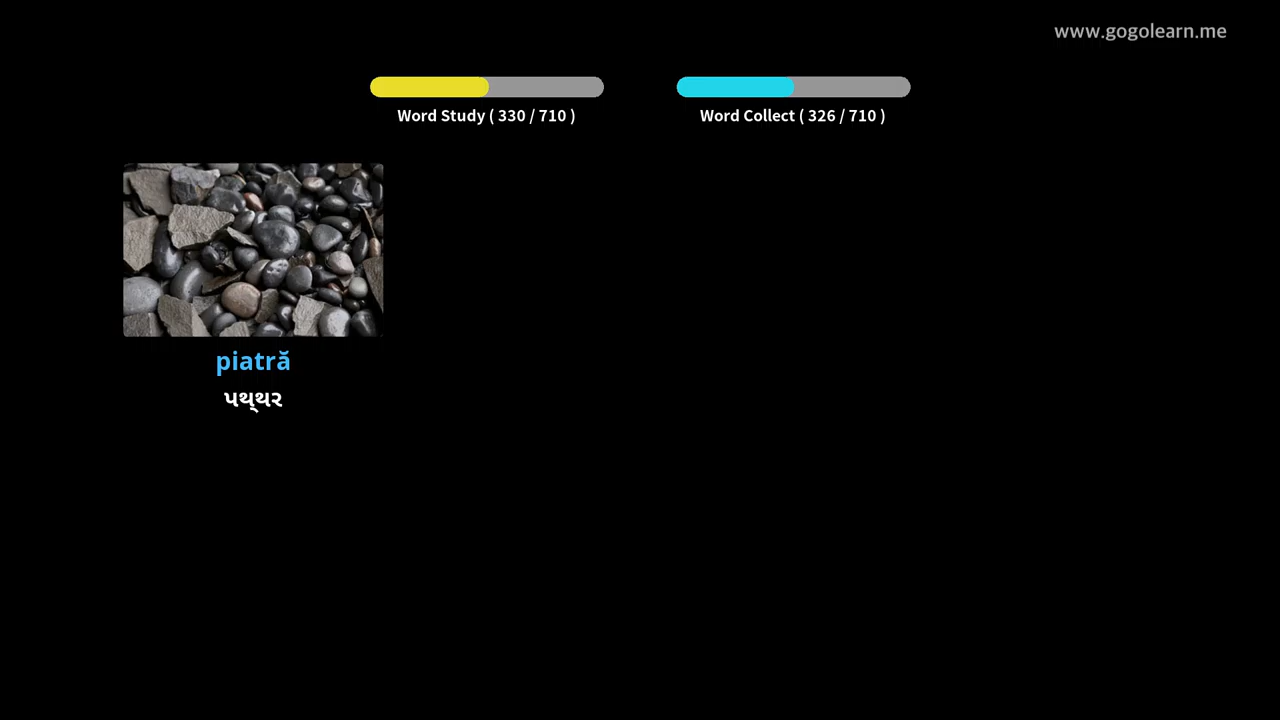 www.gogolearn.me
Word Study ( 330 / 710 )
Word Collect ( 326 / 710 )
piatră
પથ્થર